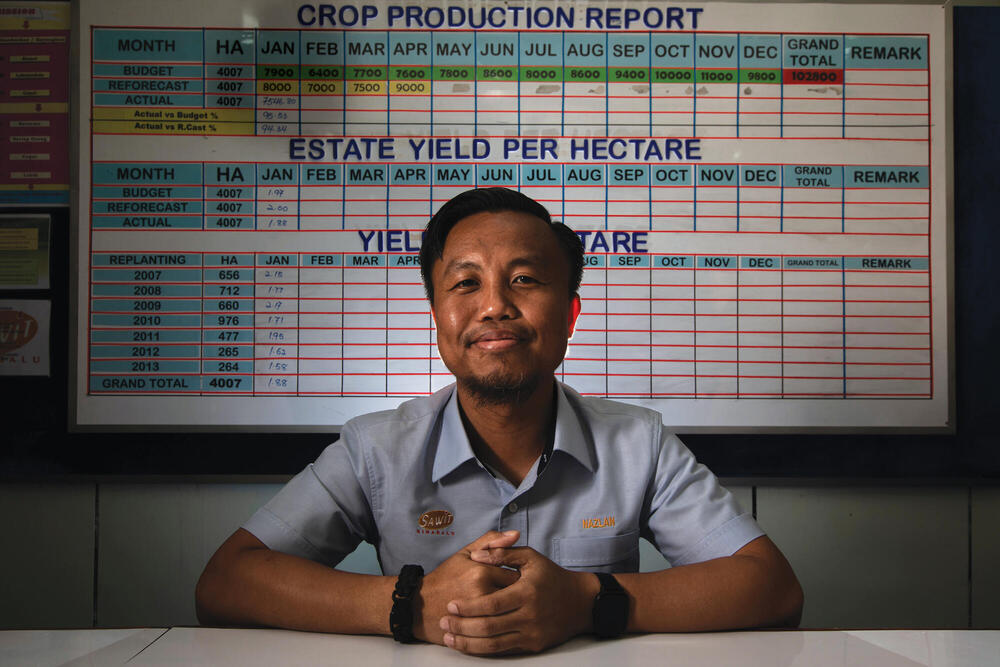 CROP PRODUCTION REPORT
MONTH HA JAN FEB MAR APR MAY JUN JUL AUG SEP OCT NOV DEC GRAND TOTAL REMARK
BUDGET 4007 7900 6400 7700 7600 7800 8600 8000 8600 9400 10000 11000 9800 102800
REFORECAST 4007 8000 7000 7500 9000
ACTUAL 4007
Actual vs Budget % 95.53
Actual vs R.Cast % 94.34
ESTATE YIELD PER HECTARE
MONTH HA JAN FEB MAR APR MAY JUN JUL AUG SEP OCT NOV DEC GRAND TOTAL REMARK
BUDGET 4007 1.97
REFORECAST 4007 2.00
ACTUAL 4007 1.88
YIEL TARE
REPLANTING HA JAN FEB MAR APR UG SEP OCT NOV DEC GRAND TOTAL REMARK
2007 656 2.15
2008 712 1.77
2009 660 2.17
2010 976 1.71
2011 477 1.95
2012 265 1.62
2013 264 1.58
GRAND TOTAL 4007 1.88
SAWIT
KINABALU
NAZLAN
WIT
BALU